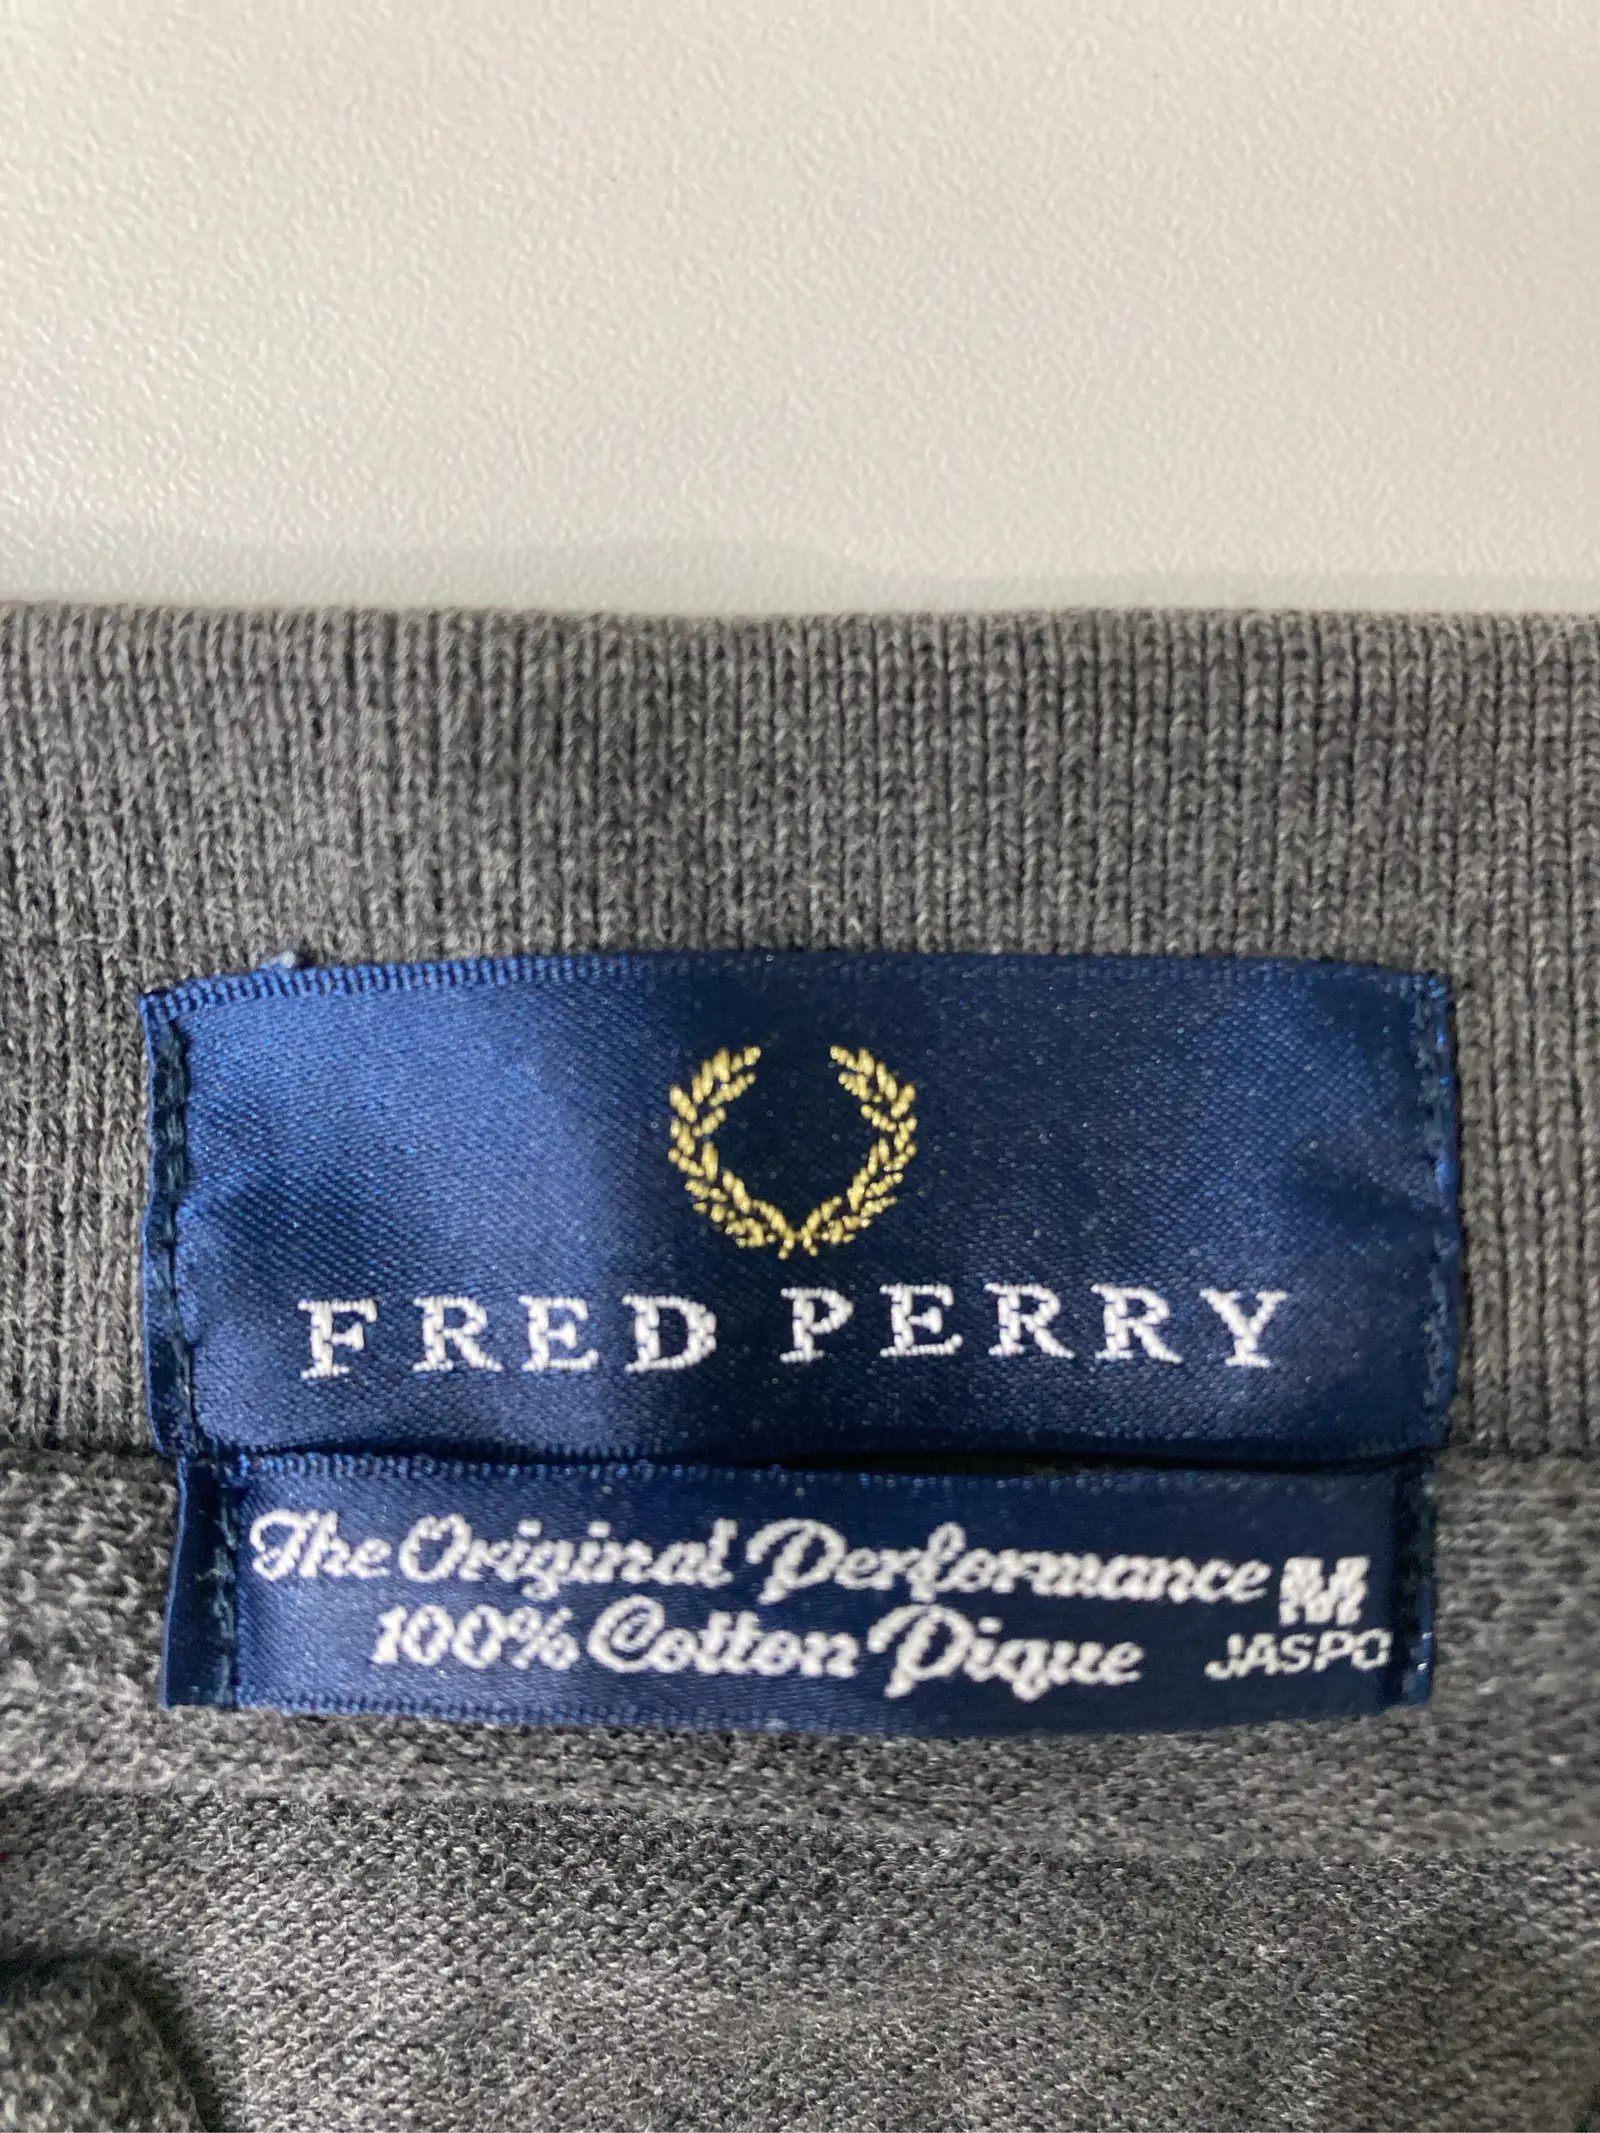 FRED PERRY
The Original Performance M
100% Cotton Pique JASPO